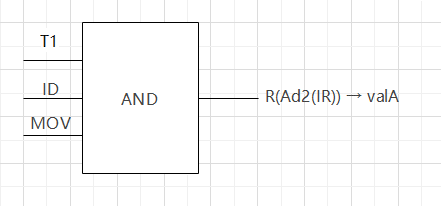 T1
ID
MOV
AND
R(Ad2(IR)) → valA